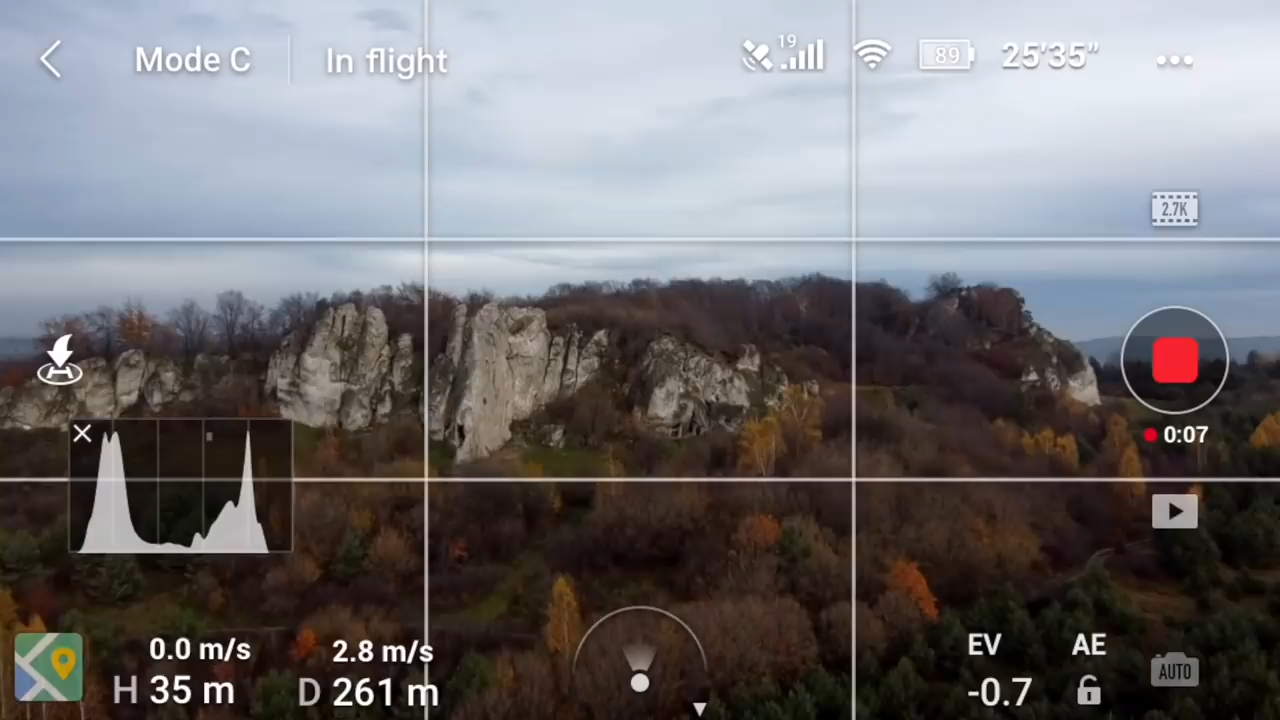 Mode C
In flight
19
89
25'35"
2.7K
0:07
0.0 m/s
2.8 m/s
H 35 m
D 261 m
EV
AE
-0.7
AUTO